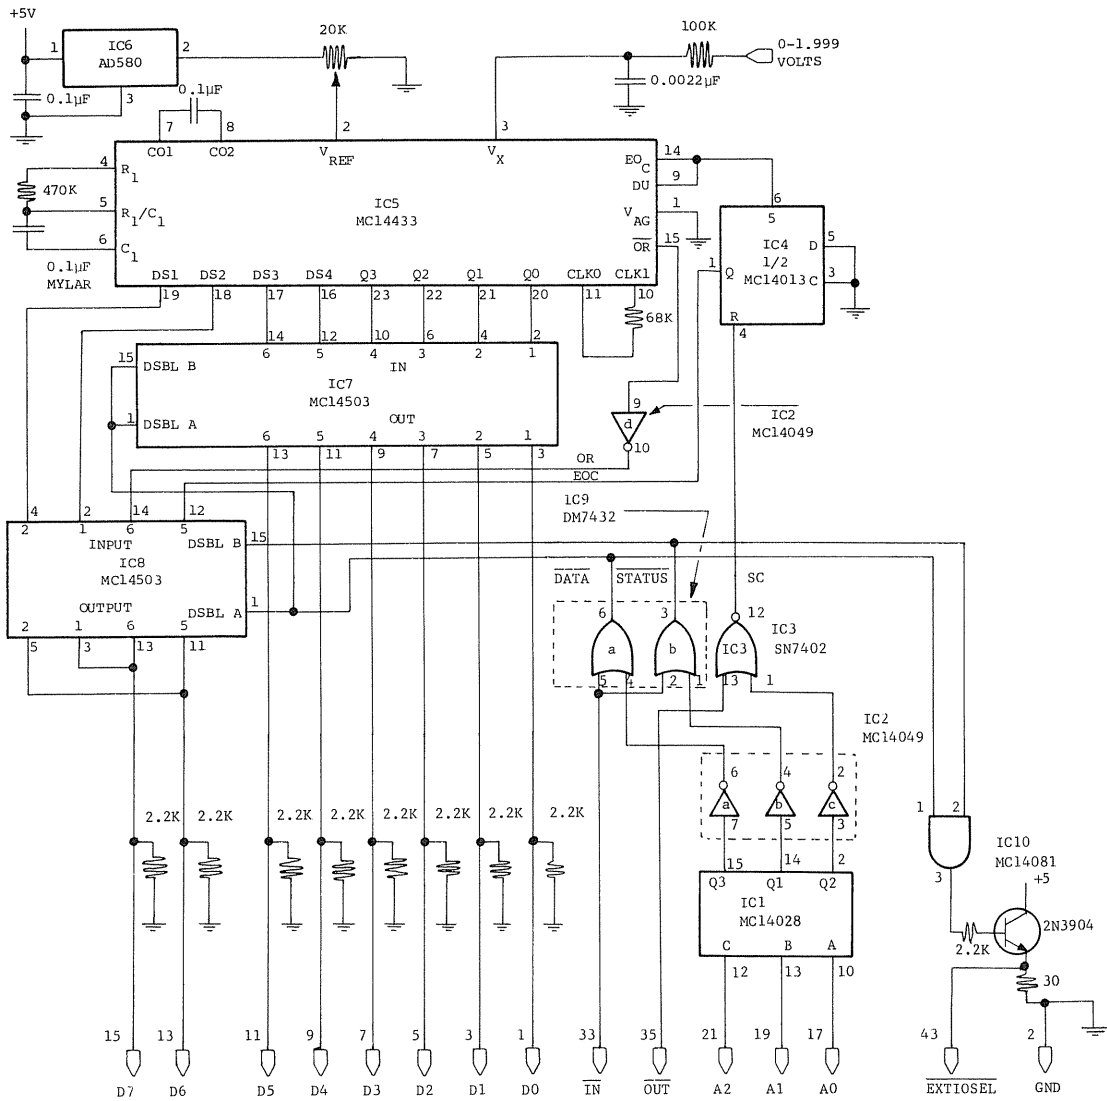 +5V
1
IC6
AD580
2
3
0.1µF
0.1µF
20K
100K
0-1.999
VOLTS
0.0022µF
7
8
2
3
CO1
CO2
VREF
VX
4
R1
470K
5
R1/C1
6
C1
0.1µF
MYLAR
IC5
MC14433
EOC
14
DU
9
VAG
1
OR
15
DS1
DS2
DS3
DS4
Q3
Q2
Q1
Q0
CLK0
CLK1
19
18
17
16
23
22
21
20
11
10
68K
6
5
IC4
1/2
MC14013
D
5
C
3
1
Q
R
4
14
12
10
6
4
2
6
5
4
3
2
1
15
DSBL B
IN
IC7
MC14503
1
DSBL A
OUT
6
5
4
3
2
1
13
11
9
7
5
3
9
d
10
IC2
MC14049
OR
EOC
4
2
14
12
2
1
6
5
INPUT
DSBL B
15
IC8
MC14503
OUTPUT
DSBL A
1
2
1
6
5
5
3
13
11
IC9
DM7432
DATA
STATUS
SC
6
3
12
a
b
IC3
IC3
SN7402
5
4
2
1
13
1
IC2
MC14049
6
4
2
a
b
c
7
5
3
15
14
2
Q3
Q1
Q2
IC1
MC14028
C
B
A
12
13
10
1
2
3
IC10
MC14081
+5
2N3904
2.2K
30
2.2K
2.2K
2.2K
2.2K
2.2K
2.2K
2.2K
2.2K
15
13
11
9
7
5
3
1
33
35
21
19
17
43
2
D7
D6
D5
D4
D3
D2
D1
D0
IN
OUT
A2
A1
A0
EXTIOSEL
GND